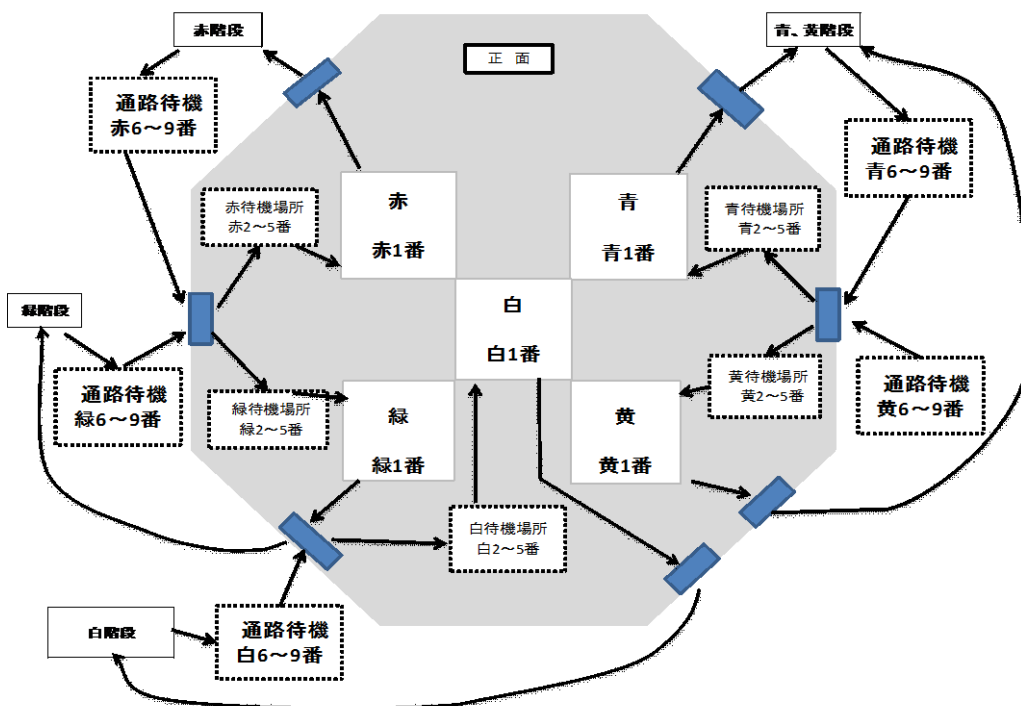 赤階段
正 面
青、黄階段
通路待機
赤6～9番
通路待機
青6～9番
赤待機場所
赤2～5番
赤
赤1番
青
青1番
青待機場所
青2～5番
白
白1番
緑階段
通路待機
緑6～9番
緑待機場所
緑2～5番
緑
緑1番
黄
黄1番
黄待機場所
黄2～5番
通路待機
黄6～9番
白待機場所
白2～5番
白階段
通路待機
白6～9番